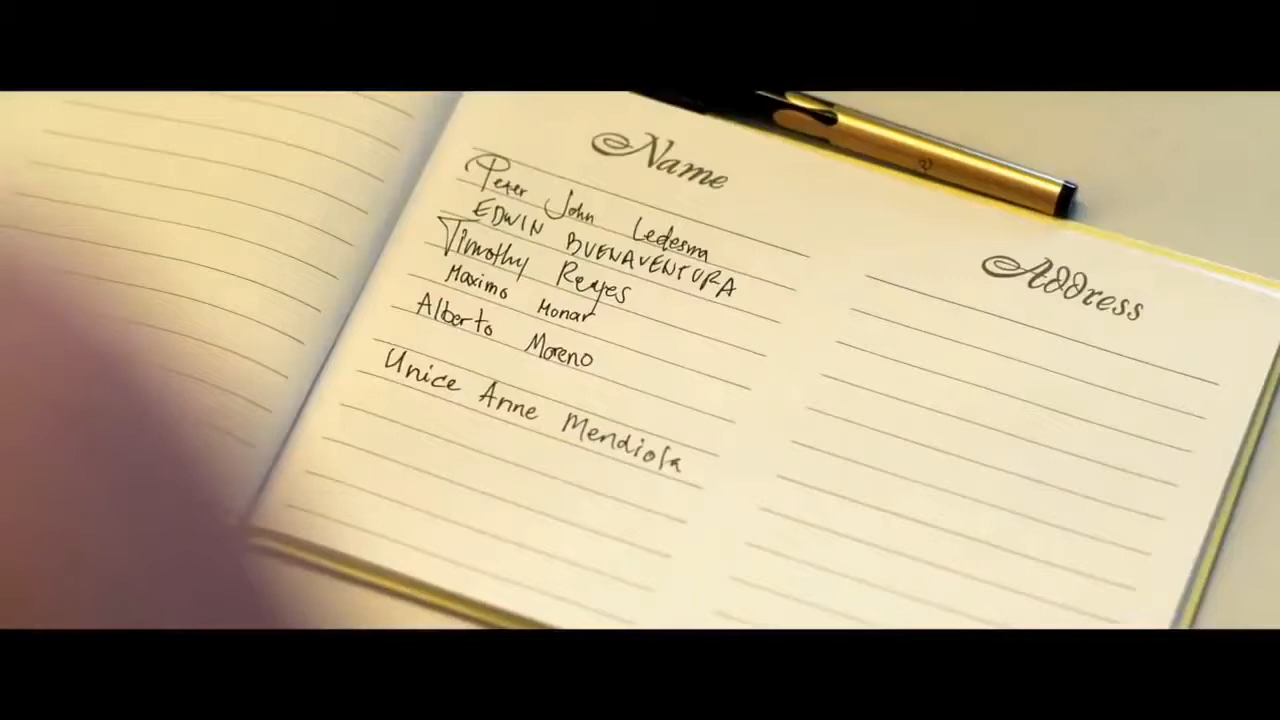 Name
Address
Peter John Ledesma
EDWIN BUENAVENTURA
Timothy Reyes
Maximo Monar
Alberto Moreno
Unice Anne Mendiola